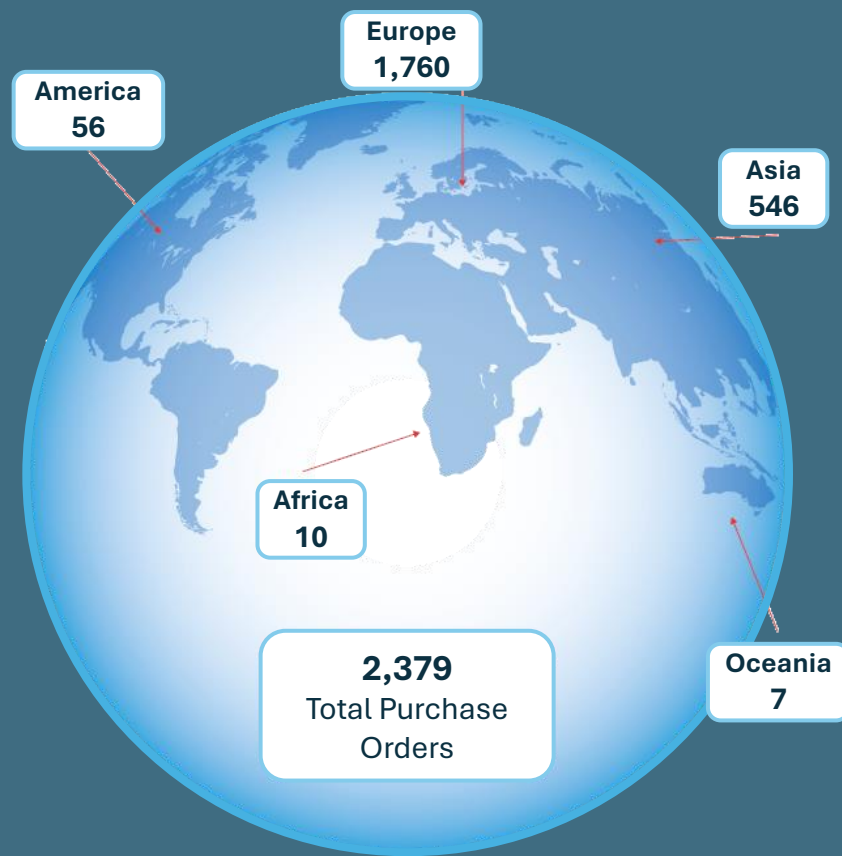 Europe
1,760
America
56
Asia
546
Africa
10
Oceania
7
2,379
Total Purchase
Orders